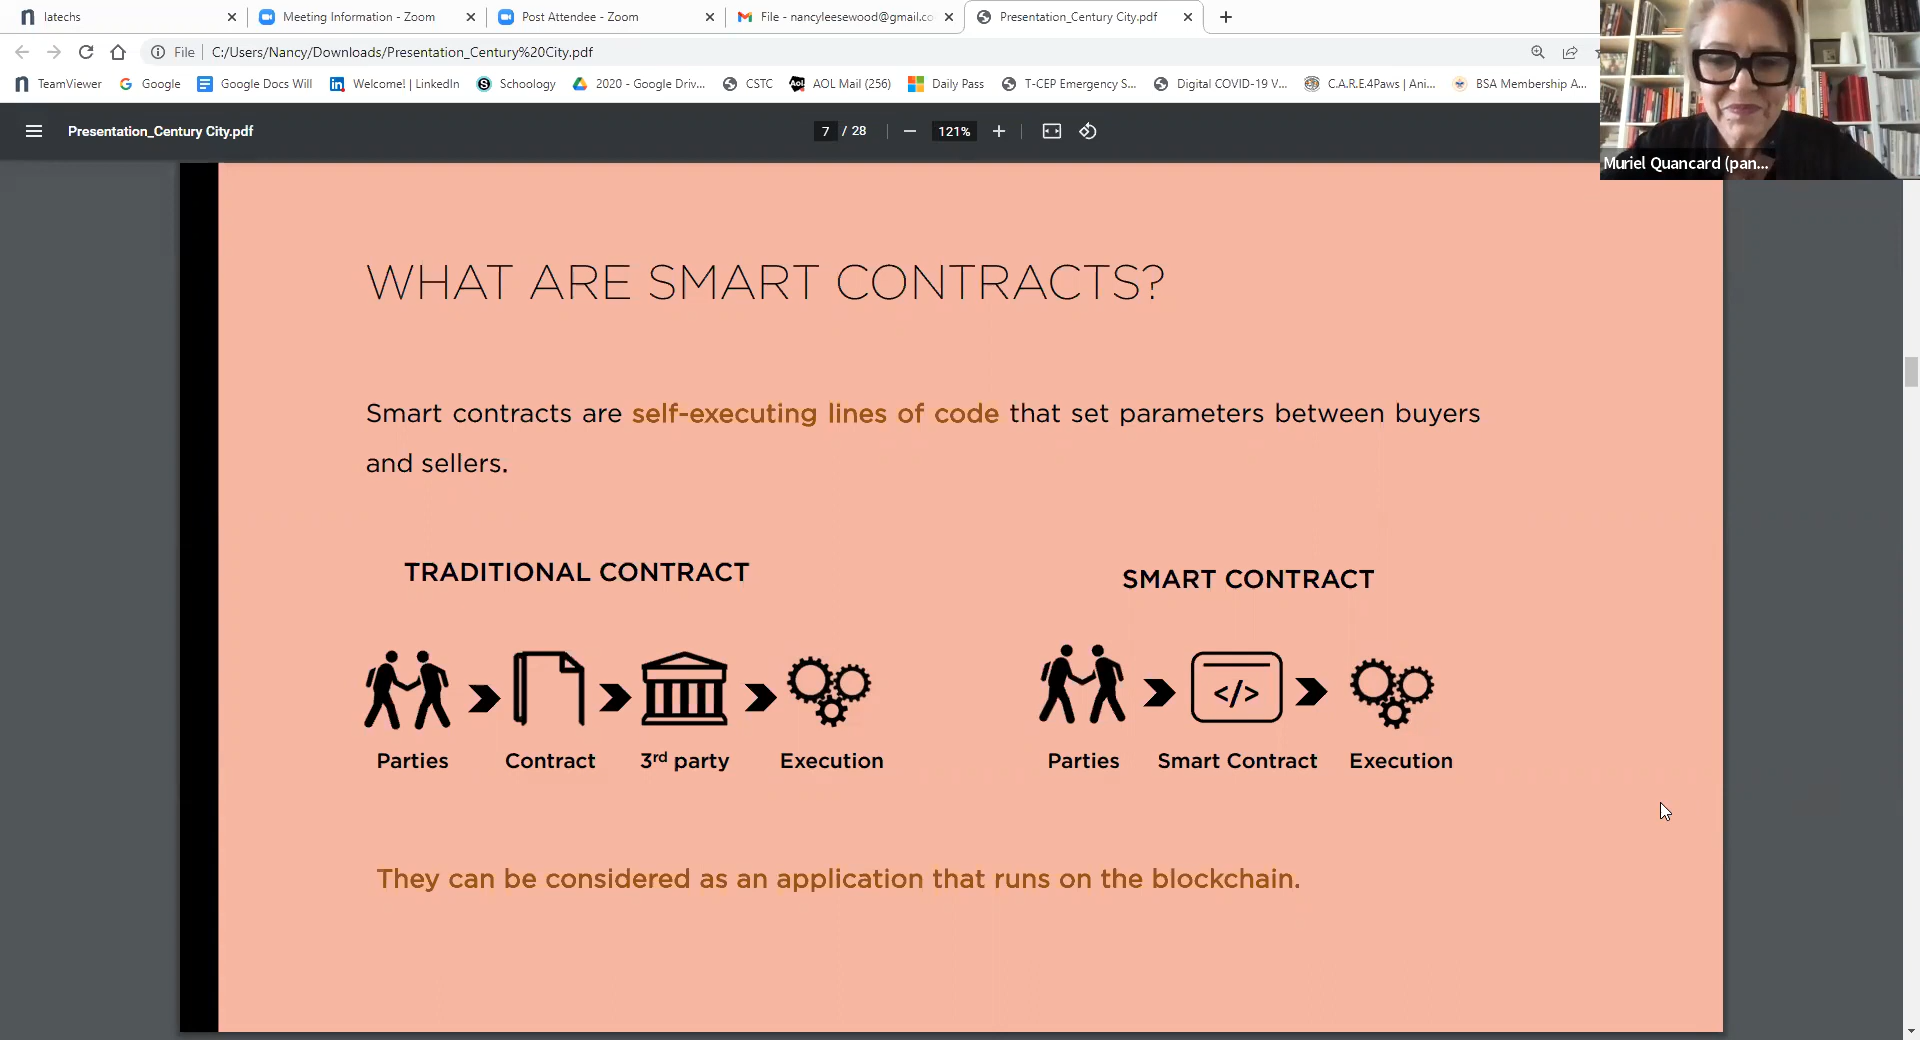 latechs
Meeting Information - Zoom
Post Attendee - Zoom
File - nancyleesewood@gmail.co
Presentation_Century City.pdf
File
C:/Users/Nancy/Downloads/Presentation_Century%20City.pdf
TeamViewer
Google
Google Docs Will
Welcome! | LinkedIn
Schoology
2020 - Google Driv...
CSTC
AOL Mail (256)
Daily Pass
T-CEP Emergency S...
Digital COVID-19 V...
C.A.R.E.4Paws | Ani...
BSA Membership A...
Presentation_Century City.pdf
7 / 28
121%
Muriel Quancard (pan...
WHAT ARE SMART CONTRACTS?
Smart contracts are self-executing lines of code that set parameters between buyers
and sellers.
TRADITIONAL CONTRACT
Parties
Contract
3rd party
Execution
SMART CONTRACT
</>
Parties
Smart Contract
Execution
They can be considered as an application that runs on the blockchain.